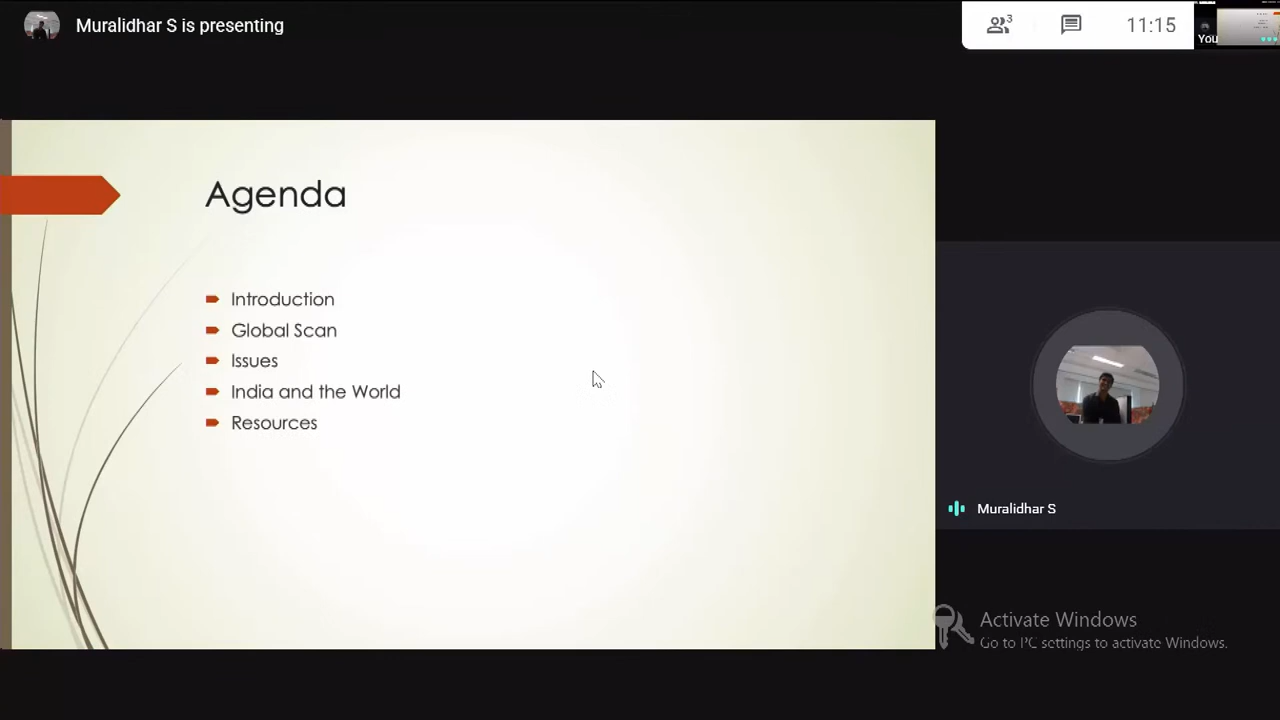 Muralidhar S is presenting
3
11:15
You
Agenda
Introduction
Global Scan
Issues
India and the World
Resources
Muralidhar S
Activate Windows
Go to PC settings to activate Windows.